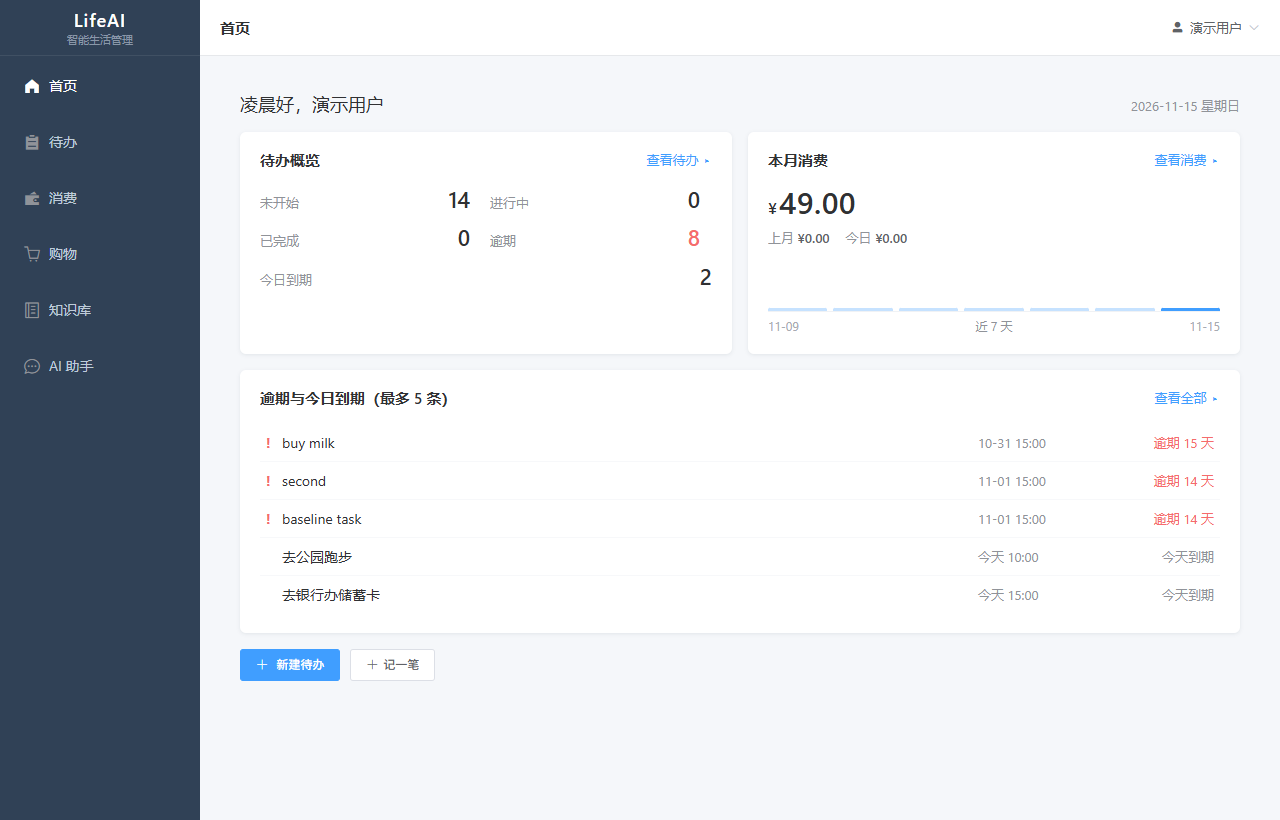 LifeAI
智能生活管理
首页
待办
消费
购物
知识库
AI 助手
首页
演示用户
凌晨好，演示用户
2026-11-15 星期日
待办概览
查看待办
未开始 14 进行中 0
已完成 0 逾期 8
今日到期 2
本月消费
查看消费
¥49.00
上月 ¥0.00 今日 ¥0.00
11-09 近 7 天 11-15
逾期与今日到期（最多 5 条）
查看全部
! buy milk 10-31 15:00 逾期 15 天
! second 11-01 15:00 逾期 14 天
! baseline task 11-01 15:00 逾期 14 天
去公园跑步 今天 10:00 今天到期
去银行办储蓄卡 今天 15:00 今天到期
新建待办
记一笔